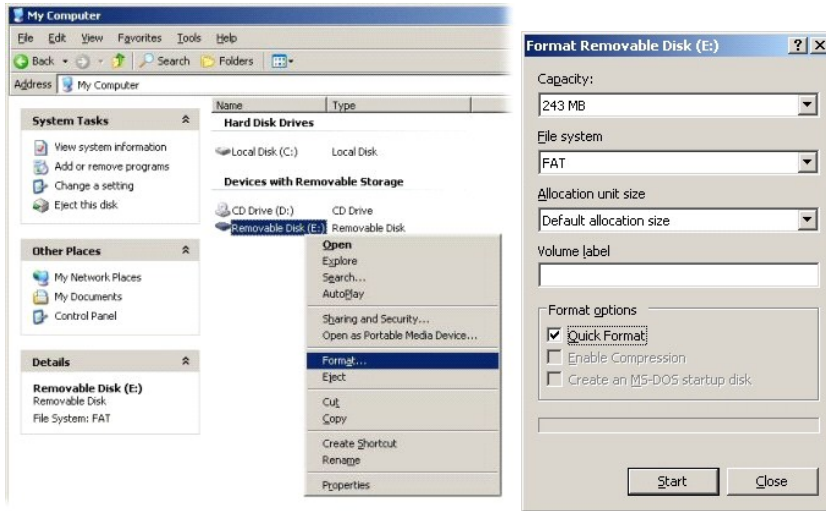 My Computer
File Edit View Favorites Tools Help
Back Search Folders
Address My Computer
System Tasks
View system information
Add or remove programs
Change a setting
Eject this disk
Other Places
My Network Places
My Documents
Control Panel
Details
Removable Disk (E:)
Removable Disk
File System: FAT
Name Type
Hard Disk Drives
Local Disk (C:) Local Disk
Devices with Removable Storage
CD Drive (D:) CD Drive
Removable Disk (E:) Removable Disk
Open
Explore
Search...
AutoPlay
Sharing and Security...
Open as Portable Media Device...
Format...
Eject
Cut
Copy
Create Shortcut
Rename
Properties
Format Removable Disk (E:)
Capacity:
243 MB
File system
FAT
Allocation unit size
Default allocation size
Volume label
Format options
Quick Format
Enable Compression
Create an MS-DOS startup disk
Start Close